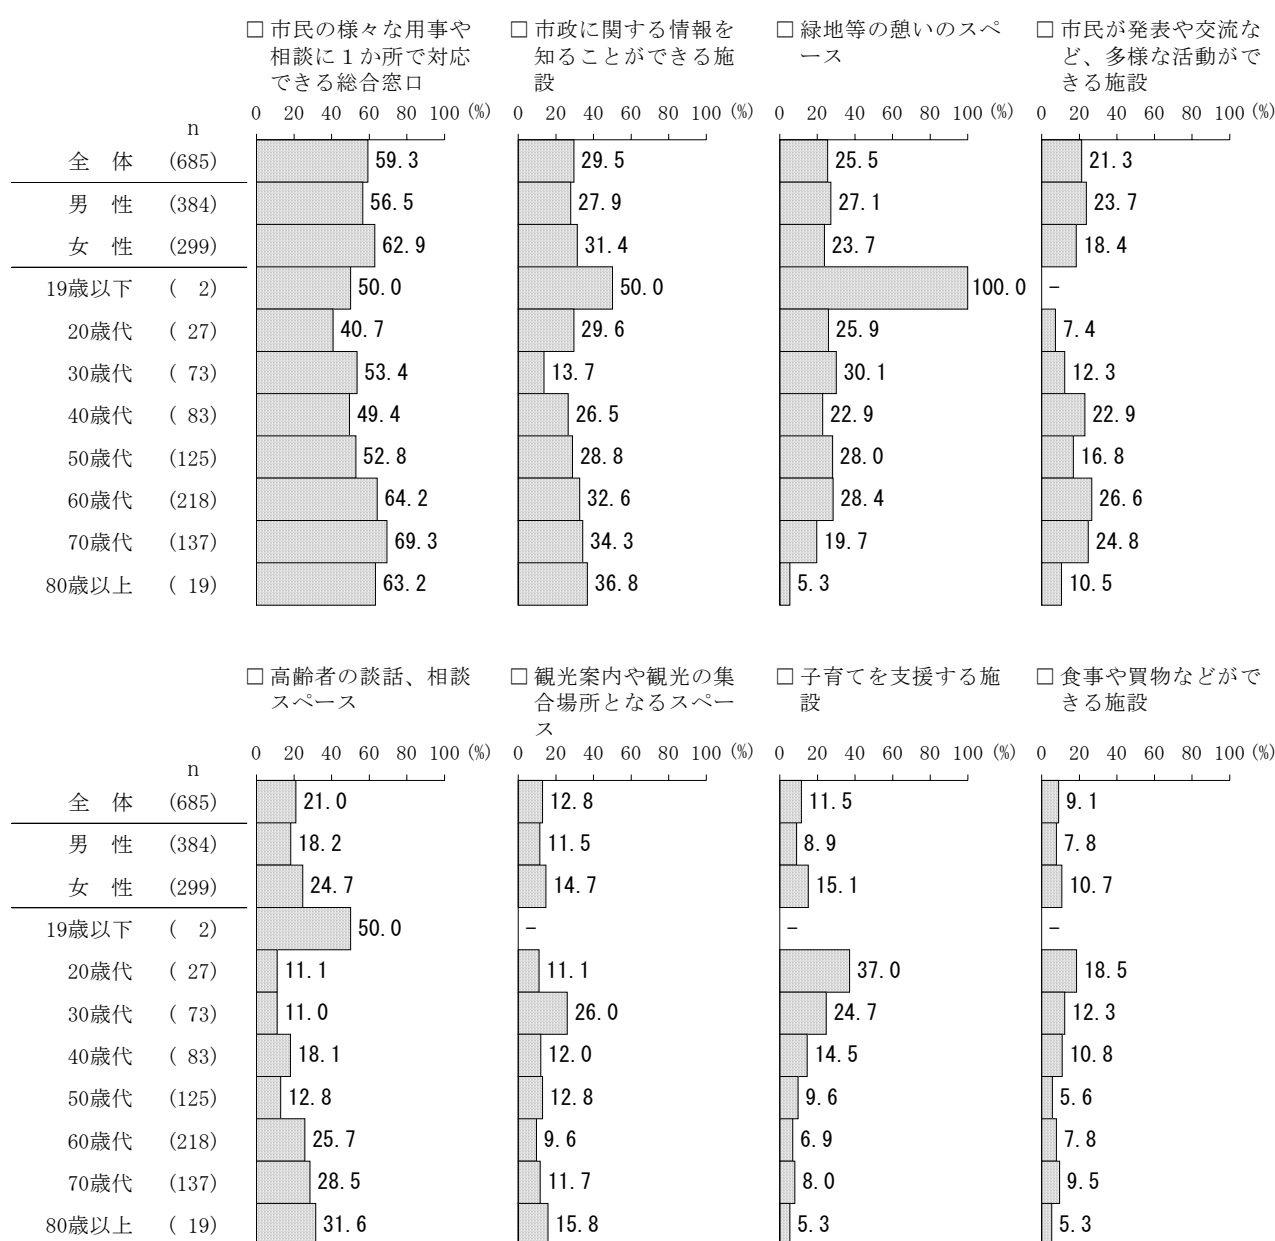 □ 市民の様々な用事や
相談に１か所で対応
できる総合窓口
□ 市政に関する情報を
知ることができる施
設
□ 緑地等の憩いのスペ
ース
□ 市民が発表や交流な
ど、多様な活動がで
きる施設
0 20 40 60 80 100 (%) 0 20 40 60 80 100 (%) 0 20 40 60 80 100 (%) 0 20 40 60 80 100 (%)
n
全 体 (685) 59.3 29.5 25.5 21.3
男 性 (384) 56.5 27.9 27.1 23.7
女 性 (299) 62.9 31.4 23.7 18.4
19歳以下 ( 2) 50.0 50.0 100.0 -
20歳代 ( 27) 40.7 29.6 25.9 7.4
30歳代 ( 73) 53.4 13.7 30.1 12.3
40歳代 ( 83) 49.4 26.5 22.9 22.9
50歳代 (125) 52.8 28.8 28.0 16.8
60歳代 (218) 64.2 32.6 28.4 26.6
70歳代 (137) 69.3 34.3 19.7 24.8
80歳以上 ( 19) 63.2 36.8 5.3 10.5
□ 高齢者の談話、相談
スペース
□ 観光案内や観光の集
合場所となるスペー
ス
□ 子育てを支援する施
設
□ 食事や買物などがで
きる施設
0 20 40 60 80 100 (%) 0 20 40 60 80 100 (%) 0 20 40 60 80 100 (%) 0 20 40 60 80 100 (%)
n
全 体 (685) 21.0 12.8 11.5 9.1
男 性 (384) 18.2 11.5 8.9 7.8
女 性 (299) 24.7 14.7 15.1 10.7
19歳以下 ( 2) 50.0 - - -
20歳代 ( 27) 11.1 11.1 37.0 18.5
30歳代 ( 73) 11.0 26.0 24.7 12.3
40歳代 ( 83) 18.1 12.0 14.5 10.8
50歳代 (125) 12.8 12.8 9.6 5.6
60歳代 (218) 25.7 9.6 6.9 7.8
70歳代 (137) 28.5 11.7 8.0 9.5
80歳以上 ( 19) 31.6 15.8 5.3 5.3